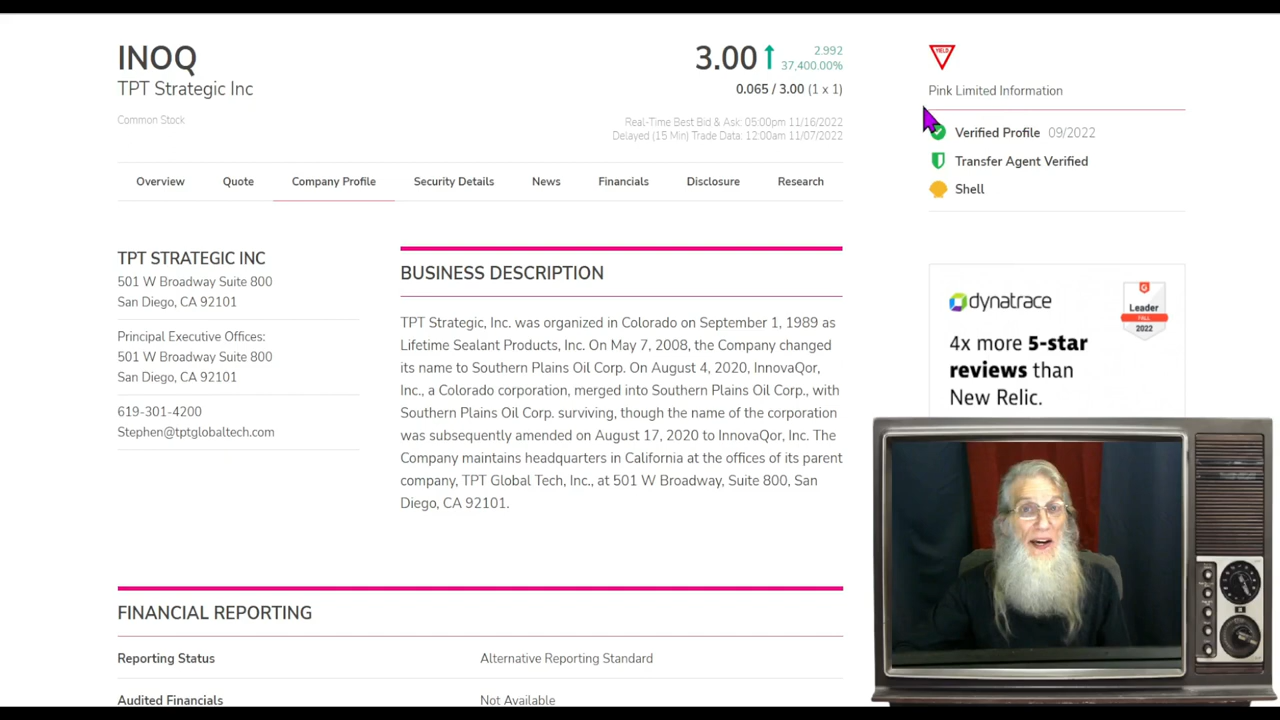 INOQ
TPT Strategic Inc
Common Stock
3.00
2.992
37,400.00%
0.065 / 3.00 (1 x 1)
Real-Time Best Bid & Ask: 05:00pm 11/16/2022
Delayed (15 Min) Trade Data: 12:00am 11/07/2022
YIELD
Pink Limited Information
Verified Profile 09/2022
Transfer Agent Verified
Shell
Overview Quote Company Profile Security Details News Financials Disclosure Research
TPT STRATEGIC INC
501 W Broadway Suite 800
San Diego, CA 92101
Principal Executive Offices:
501 W Broadway Suite 800
San Diego, CA 92101
619-301-4200
Stephen@tptglobaltech.com
BUSINESS DESCRIPTION
TPT Strategic, Inc. was organized in Colorado on September 1, 1989 as
Lifetime Sealant Products, Inc. On May 7, 2008, the Company changed
its name to Southern Plains Oil Corp. On August 4, 2020, InnovaQor,
Inc., a Colorado corporation, merged into Southern Plains Oil Corp., with
Southern Plains Oil Corp. surviving, though the name of the corporation
was subsequently amended on August 17, 2020 to InnovaQor, Inc. The
Company maintains headquarters in California at the offices of its parent
company, TPT Global Tech, Inc., at 501 W Broadway, Suite 800, San
Diego, CA 92101.
dynatrace
G
Leader
FALL
2022
4x more 5-star
reviews than
New Relic.
FINANCIAL REPORTING
Reporting Status Alternative Reporting Standard
Audited Financials Not Available